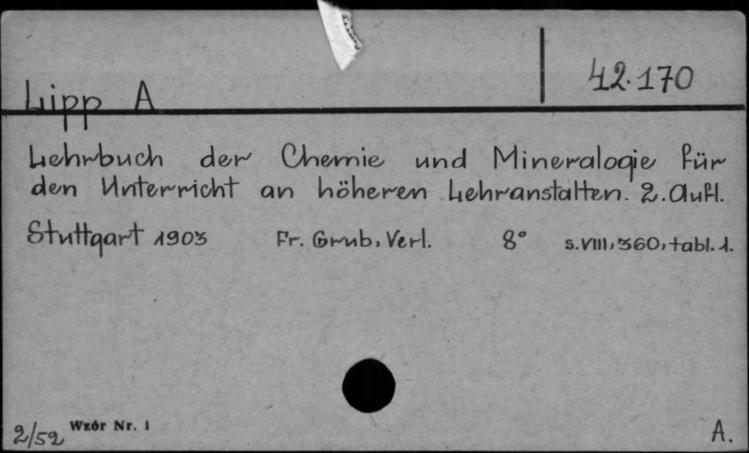 Lipp A
42.170
Lehrbuch der Chemie und Mineralogie für
den Unterricht an höheren Lehranstalten. 2. Aufl.
Stuttgart 1903 Fr. Grub, Verl. 8° s. VIII, 360, tabl. 1.
2/52 Wzór Nr. 1 A.